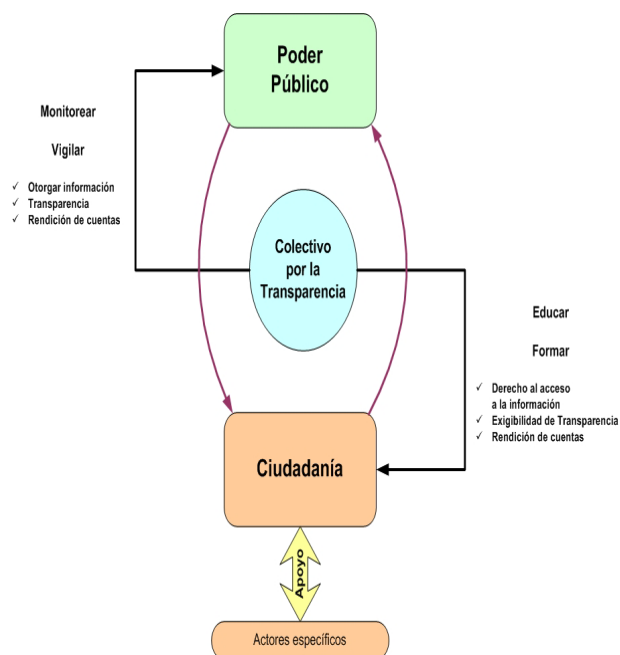 Poder
Público
Monitorear
Vigilar
✓ Otorgar información
✓ Transparencia
✓ Rendición de cuentas
Colectivo
por la
Transparencia
Educar
Formar
✓ Derecho al acceso
a la información
✓ Exigibilidad de Transparencia
✓ Rendición de cuentas
Ciudadanía
Apoyo
Actores específicos